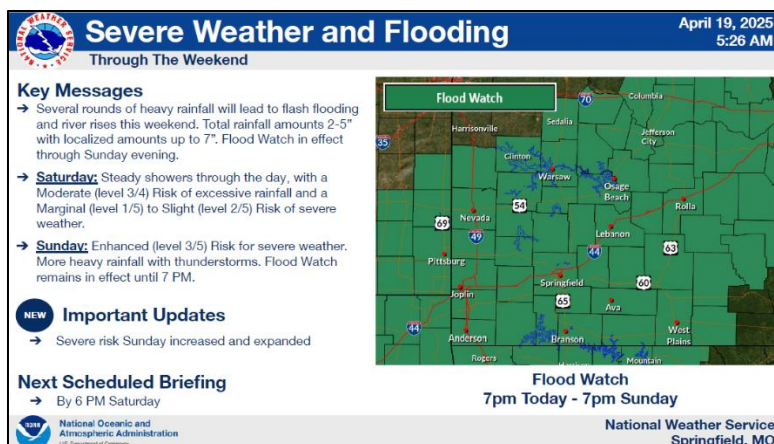 Severe Weather and Flooding
April 19, 2025
5:26 AM
Through The Weekend
NATIONAL WEATHER SERVICE
Key Messages
→ Several rounds of heavy rainfall will lead to flash flooding
and river rises this weekend. Total rainfall amounts 2-5"
with localized amounts up to 7". Flood Watch in effect
through Sunday evening.
→ Saturday: Steady showers through the day, with a
Moderate (level 3/4) Risk of excessive rainfall and a
Marginal (level 1/5) to Slight (level 2/5) Risk of severe
weather.
→ Sunday: Enhanced (level 3/5) Risk for severe weather.
More heavy rainfall with thunderstorms. Flood Watch
remains in effect until 7 PM.
NEW Important Updates
→ Severe risk Sunday increased and expanded
Next Scheduled Briefing
→ By 6 PM Saturday
Flood Watch
70
Columbia
Sedalia
Harrisonville
Jefferson
City
35
Clinton
Warsaw
Osage
Beach
54
Rolla
Nevada
69
49
Lebanon
63
44
Pittsburg
Springfield
60
Joplin
65
Ava
44
Anderson
Branson
West
Plains
Rogers
Mountain
Flood Watch
7pm Today - 7pm Sunday
NOAA
National Oceanic and
Atmospheric Administration
U.S. Department of Commerce
National Weather Service
Springfield, MO